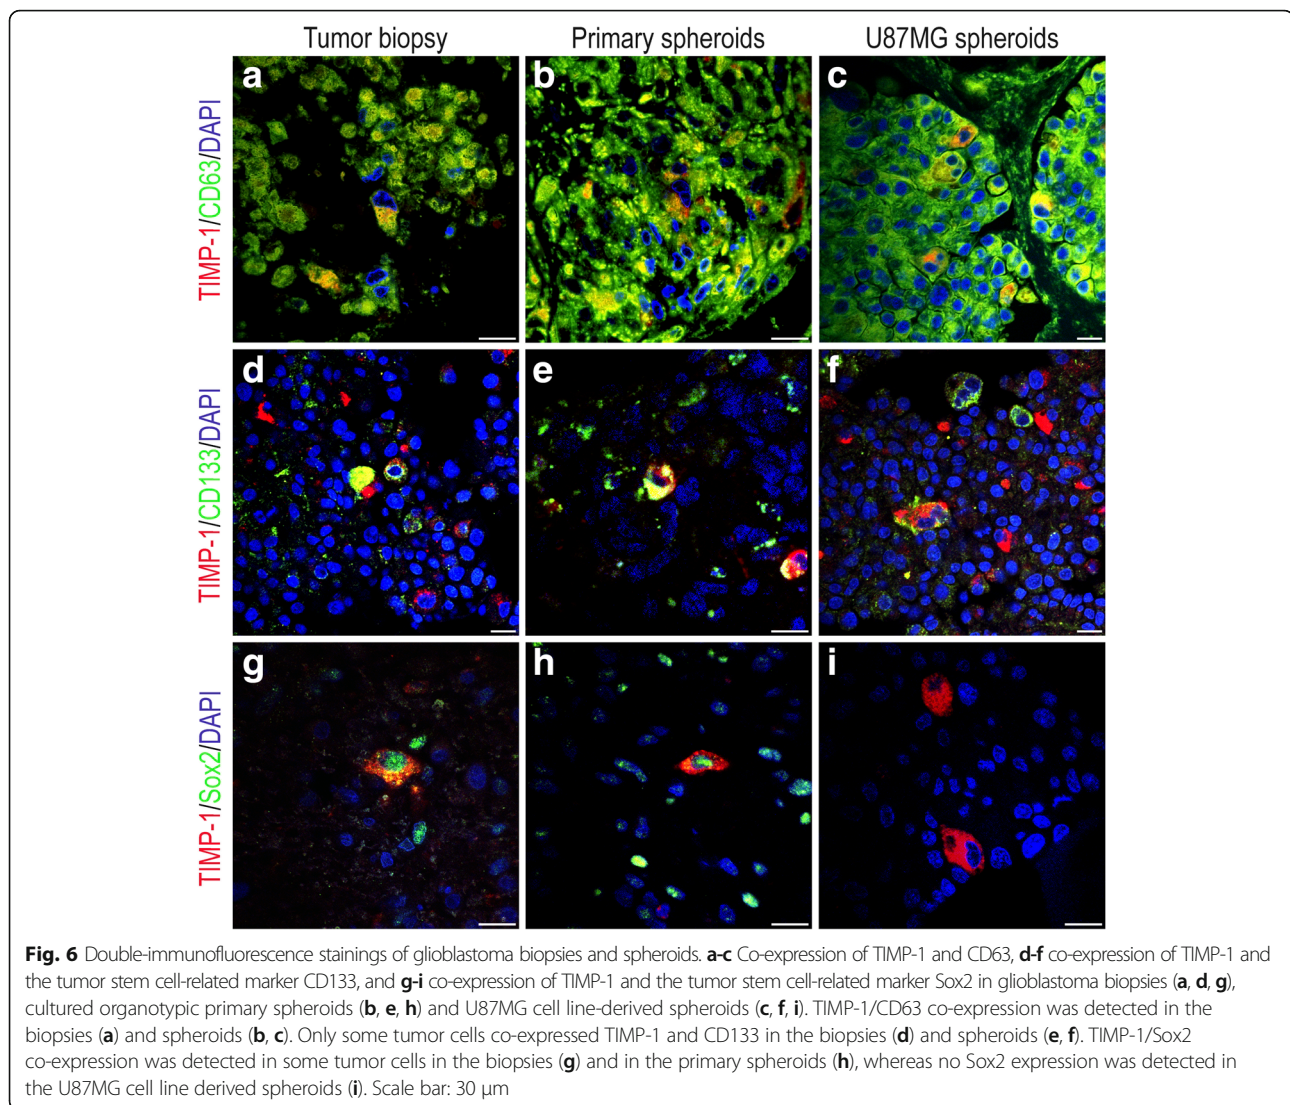 Tumor biopsy Primary spheroids U87MG spheroids
TIMP-1/CD63/DAPI
a b c
TIMP-1/CD133/DAPI
d e f
TIMP-1/Sox2/DAPI
g h i
Fig. 6 Double-immunofluorescence stainings of glioblastoma biopsies and spheroids. a-c Co-expression of TIMP-1 and CD63, d-f co-expression of TIMP-1 and
the tumor stem cell-related marker CD133, and g-i co-expression of TIMP-1 and the tumor stem cell-related marker Sox2 in glioblastoma biopsies (a, d, g),
cultured organotypic primary spheroids (b, e, h) and U87MG cell line-derived spheroids (c, f, i). TIMP-1/CD63 co-expression was detected in the
biopsies (a) and spheroids (b, c). Only some tumor cells co-expressed TIMP-1 and CD133 in the biopsies (d) and spheroids (e, f). TIMP-1/Sox2
co-expression was detected in some tumor cells in the biopsies (g) and in the primary spheroids (h), whereas no Sox2 expression was detected in
the U87MG cell line derived spheroids (i). Scale bar: 30 μm